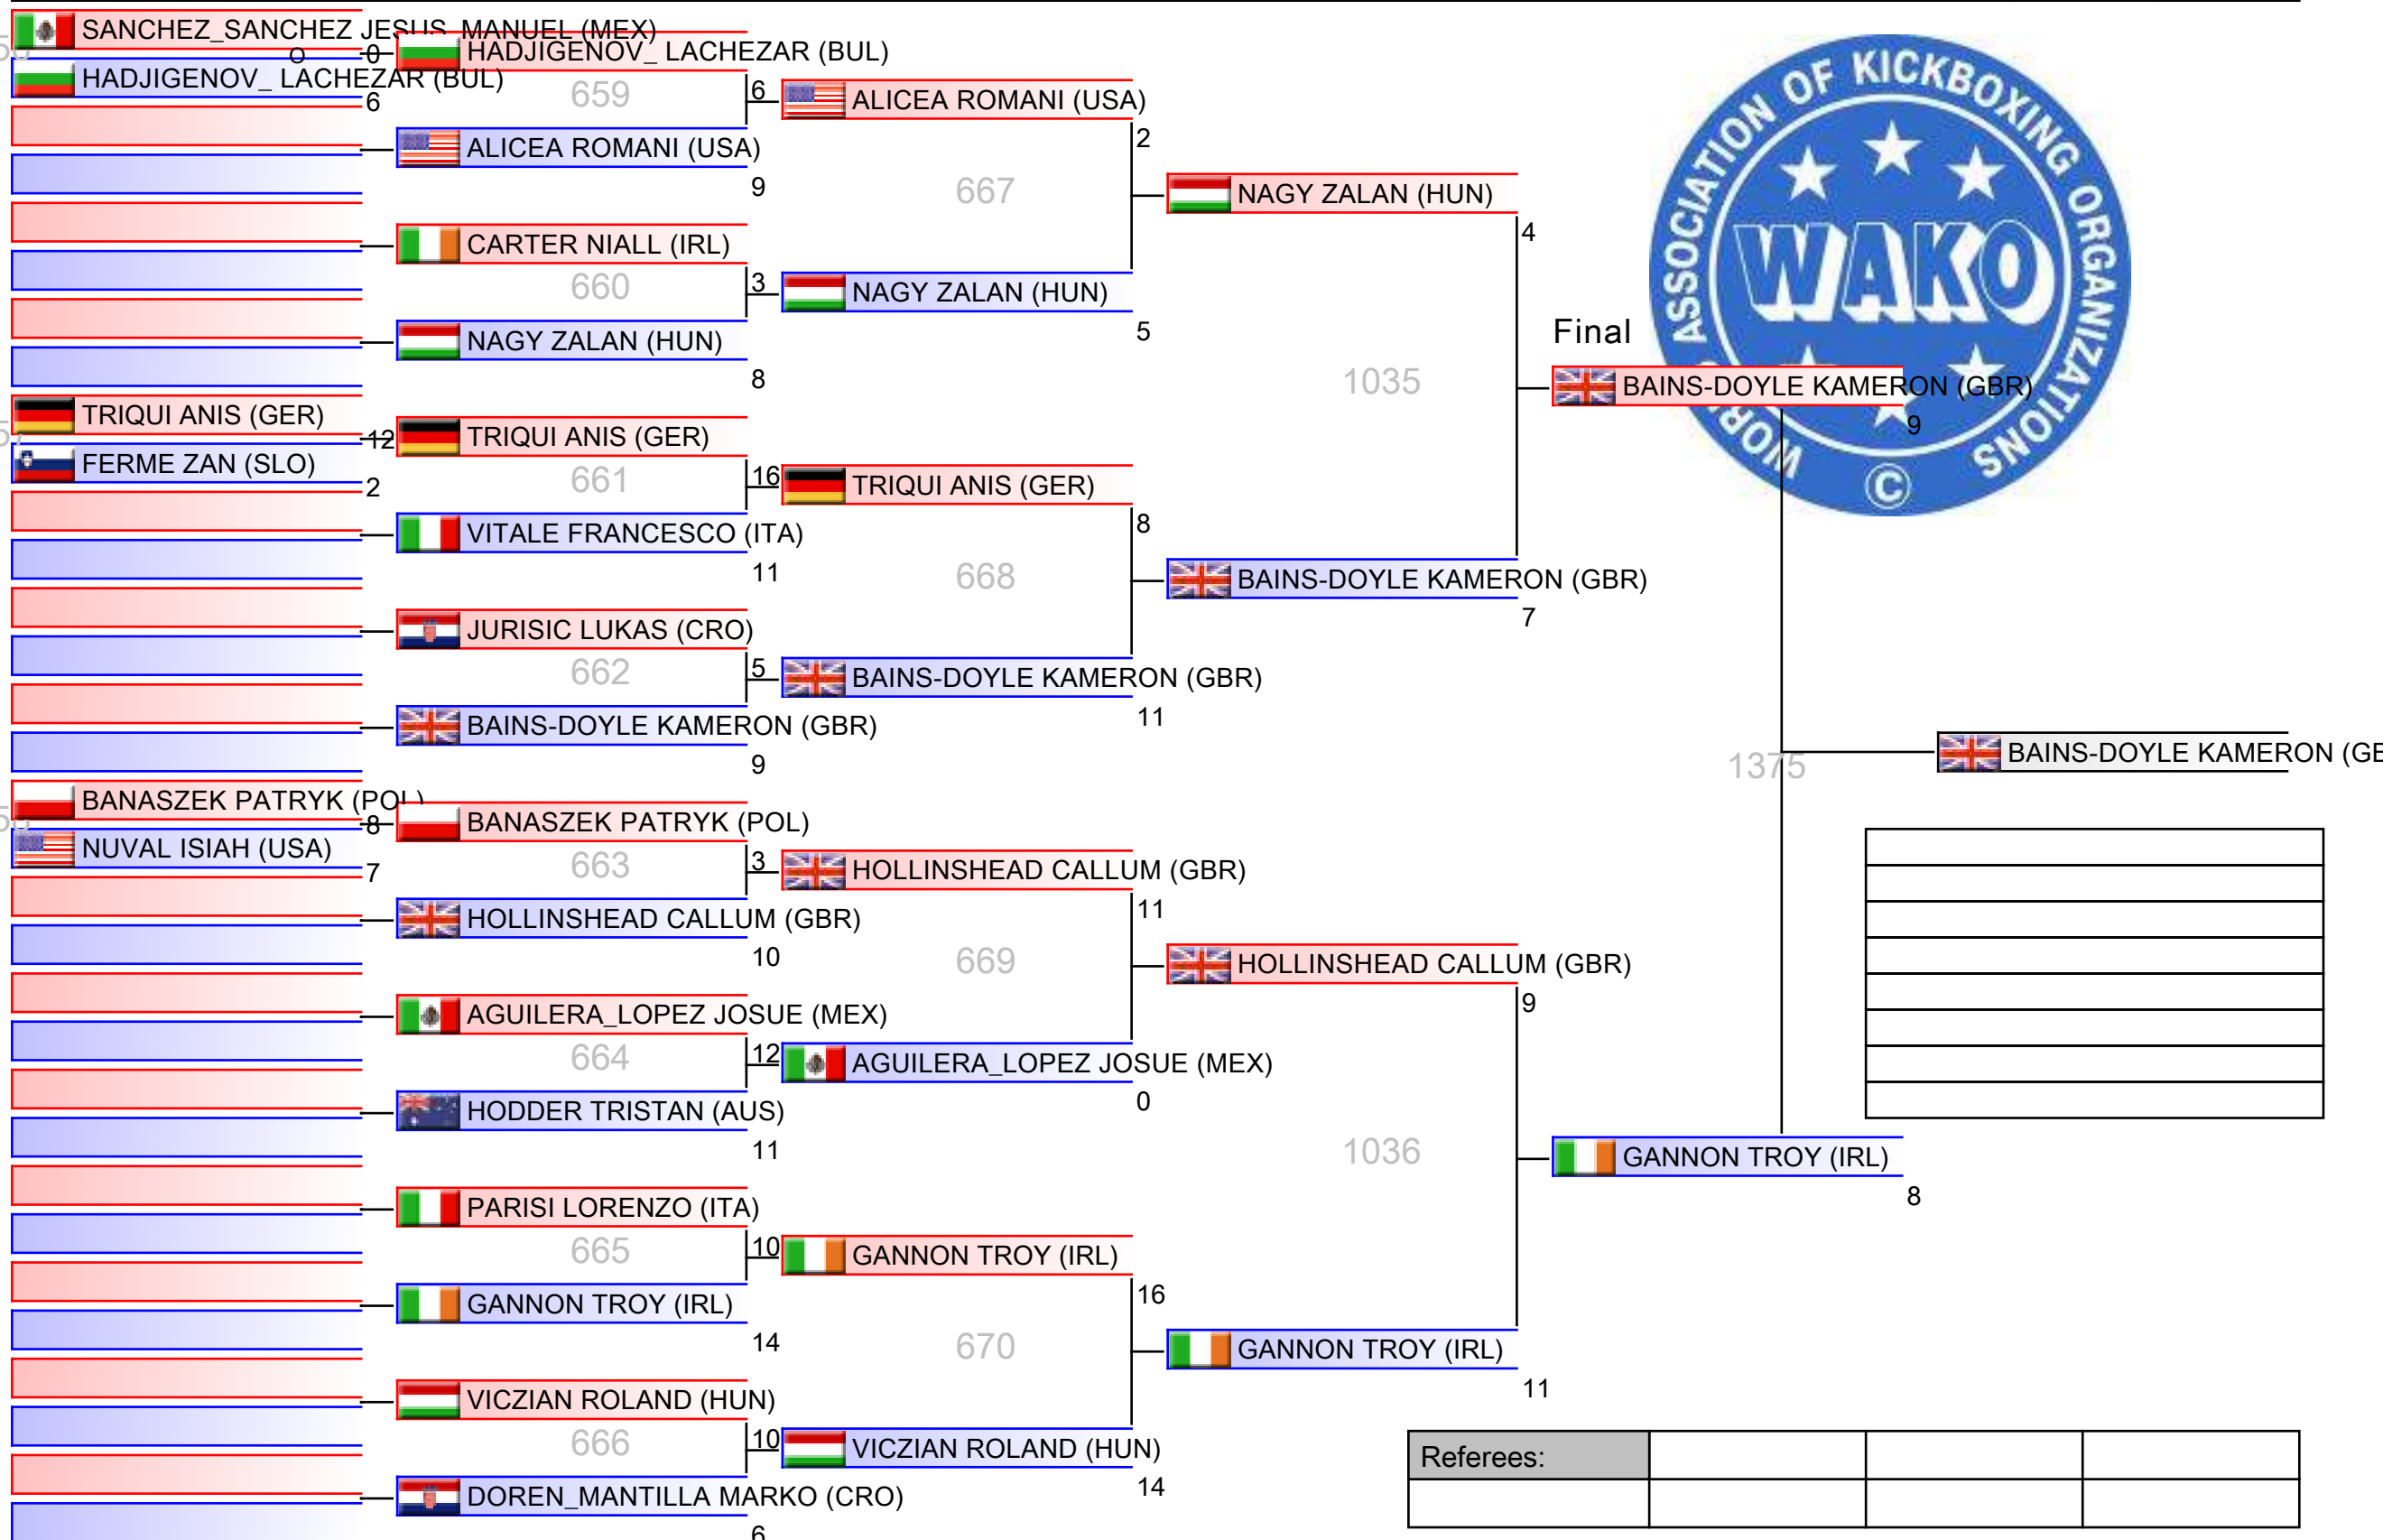 SANCHEZ_SANCHEZ JESUS_MANUEL (MEX)
O
0
HADJIGENOV_ LACHEZAR (BUL)
6
TRIQUI ANIS (GER)
12
FERME ZAN (SLO)
2
BANASZEK PATRYK (POL)
8
NUVAL ISIAH (USA)
7
HADJIGENOV_ LACHEZAR (BUL)
659
6
ALICEA ROMANI (USA)
9
CARTER NIALL (IRL)
660
3
NAGY ZALAN (HUN)
8
TRIQUI ANIS (GER)
661
16
VITALE FRANCESCO (ITA)
11
JURISIC LUKAS (CRO)
662
5
BAINS-DOYLE KAMERON (GBR)
9
BANASZEK PATRYK (POL)
663
3
HOLLINSHEAD CALLUM (GBR)
10
AGUILERA_LOPEZ JOSUE (MEX)
664
12
HODDER TRISTAN (AUS)
11
PARISI LORENZO (ITA)
665
10
GANNON TROY (IRL)
14
VICZIAN ROLAND (HUN)
666
10
DOREN_MANTILLA MARKO (CRO)
6
ALICEA ROMANI (USA)
2
667
NAGY ZALAN (HUN)
5
TRIQUI ANIS (GER)
8
668
BAINS-DOYLE KAMERON (GBR)
11
HOLLINSHEAD CALLUM (GBR)
11
669
AGUILERA_LOPEZ JOSUE (MEX)
0
GANNON TROY (IRL)
16
670
VICZIAN ROLAND (HUN)
14
NAGY ZALAN (HUN)
4
1035
BAINS-DOYLE KAMERON (GBR)
7
HOLLINSHEAD CALLUM (GBR)
9
1036
GANNON TROY (IRL)
11
Final
BAINS-DOYLE KAMERON (GBR)
9
1375
GANNON TROY (IRL)
8
BAINS-DOYLE KAMERON (GB
ASSOCIATION OF KICKBOXING ORGANIZATIONS
WAKO
©
Referees: